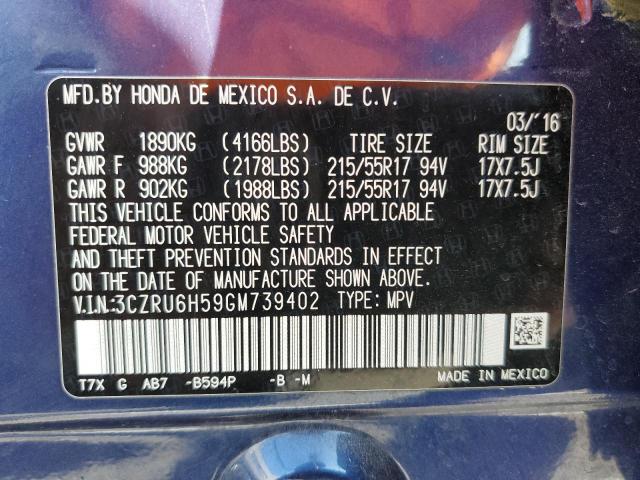 MFD.BY HONDA DE MEXICO S.A. DE C.V.
03/'16
GVWR 1890KG (4166LBS) TIRE SIZE RIM SIZE
GAWR F 988KG (2178LBS) 215/55R17 94V 17X7.5J
GAWR R 902KG (1988LBS) 215/55R17 94V 17X7.5J
THIS VEHICLE CONFORMS TO ALL APPLICABLE
FEDERAL MOTOR VEHICLE SAFETY
AND THEFT PREVENTION STANDARDS IN EFFECT
ON THE DATE OF MANUFACTURE SHOWN ABOVE.
V.I.N.:3CZRU6H59GM739402 TYPE: MPV
T7X G AB7 -B594P -B -M MADE IN MEXICO